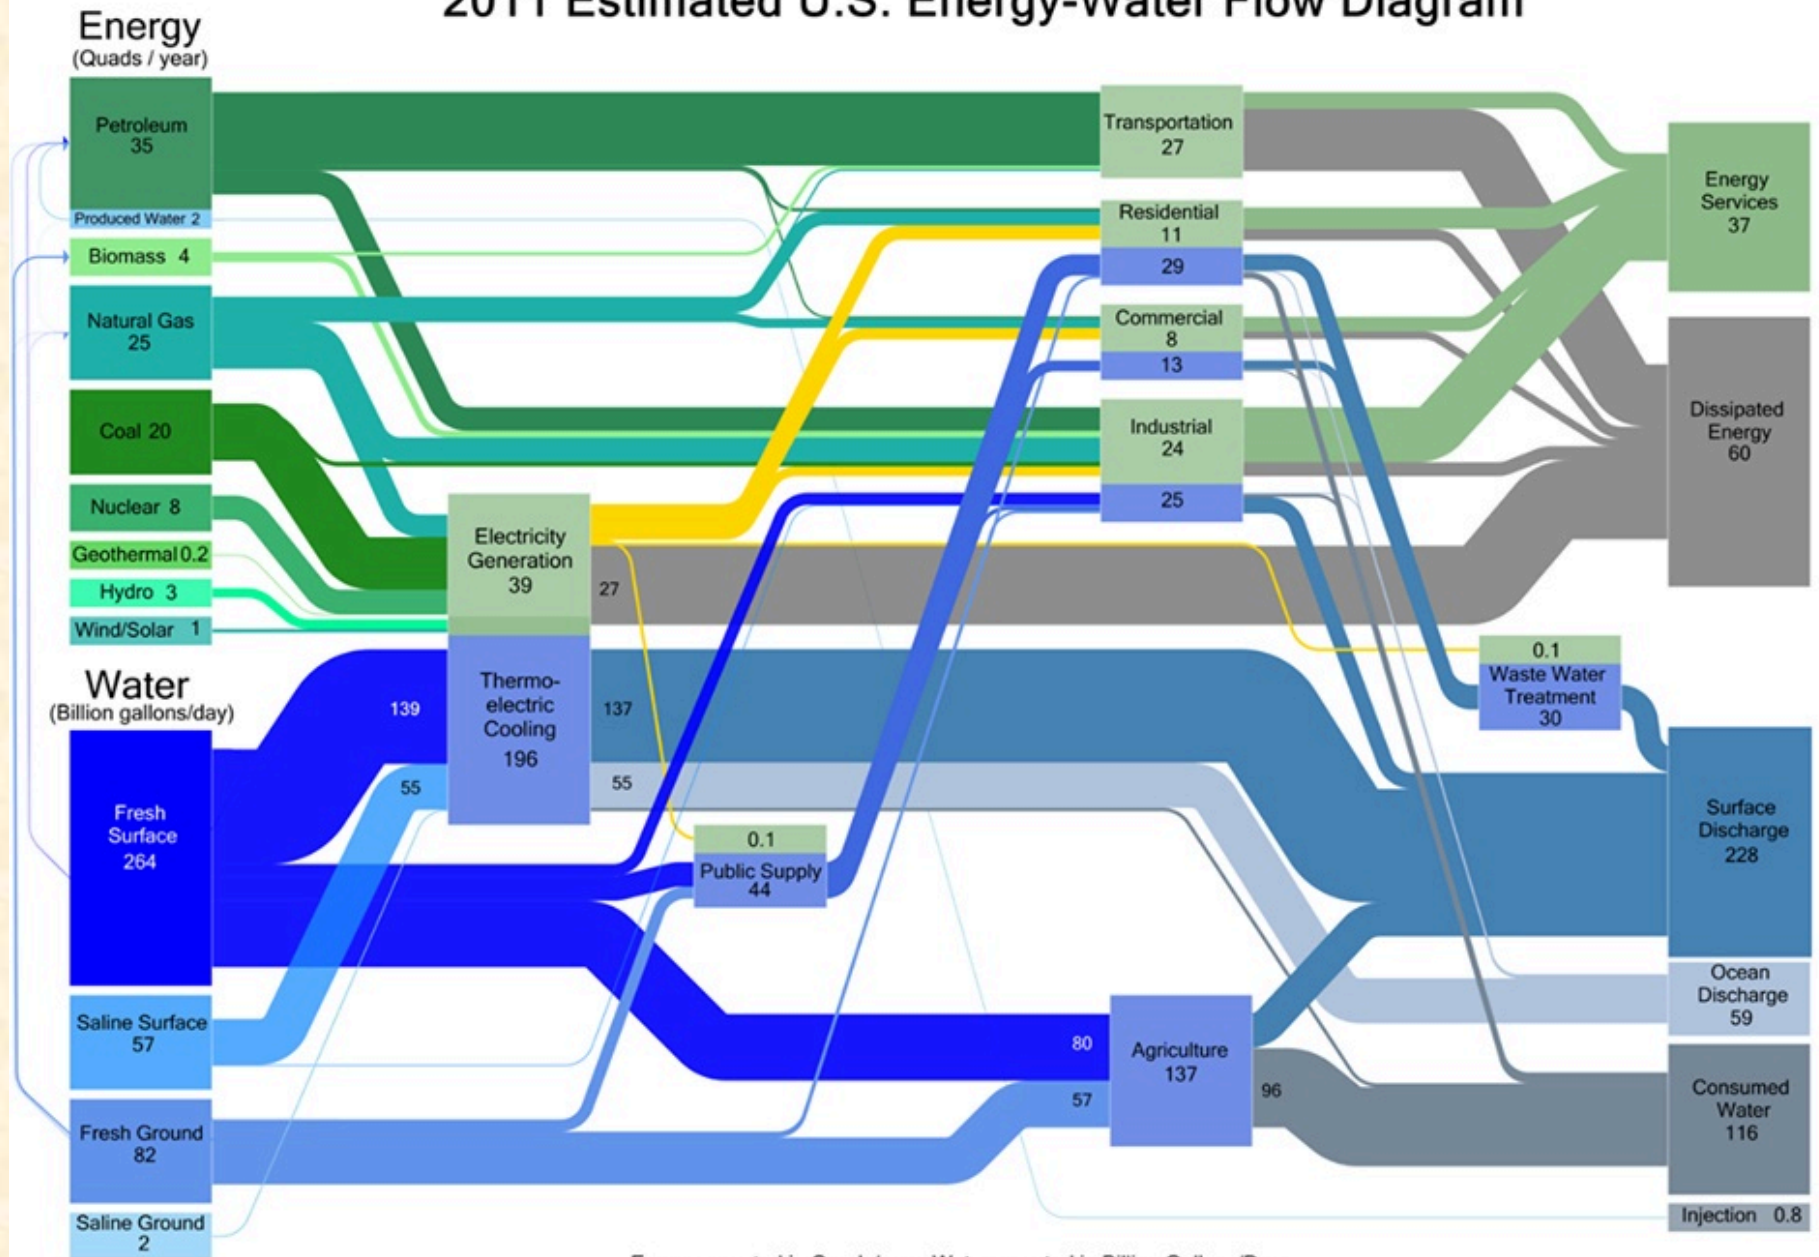 2011 Estimated U.S. Energy-Water Flow Diagram
Energy
(Quads / year)
Petroleum
35
Produced Water 2
Biomass 4
Natural Gas
25
Coal 20
Nuclear 8
Geothermal 0.2
Hydro 3
Wind/Solar 1
Water
(Billion gallons/day)
Fresh
Surface
264
Saline Surface
57
Fresh Ground
82
Saline Ground
2
139
55
Electricity
Generation
39
Thermo-
electric
Cooling
196
27
137
55
0.1
Public Supply
44
Transportation
27
Residential
11
29
Commercial
8
13
Industrial
24
25
80
57
Agriculture
137
96
0.1
Waste Water
Treatment
30
Energy
Services
37
Dissipated
Energy
60
Surface
Discharge
228
Ocean
Discharge
59
Consumed
Water
116
Injection 0.8